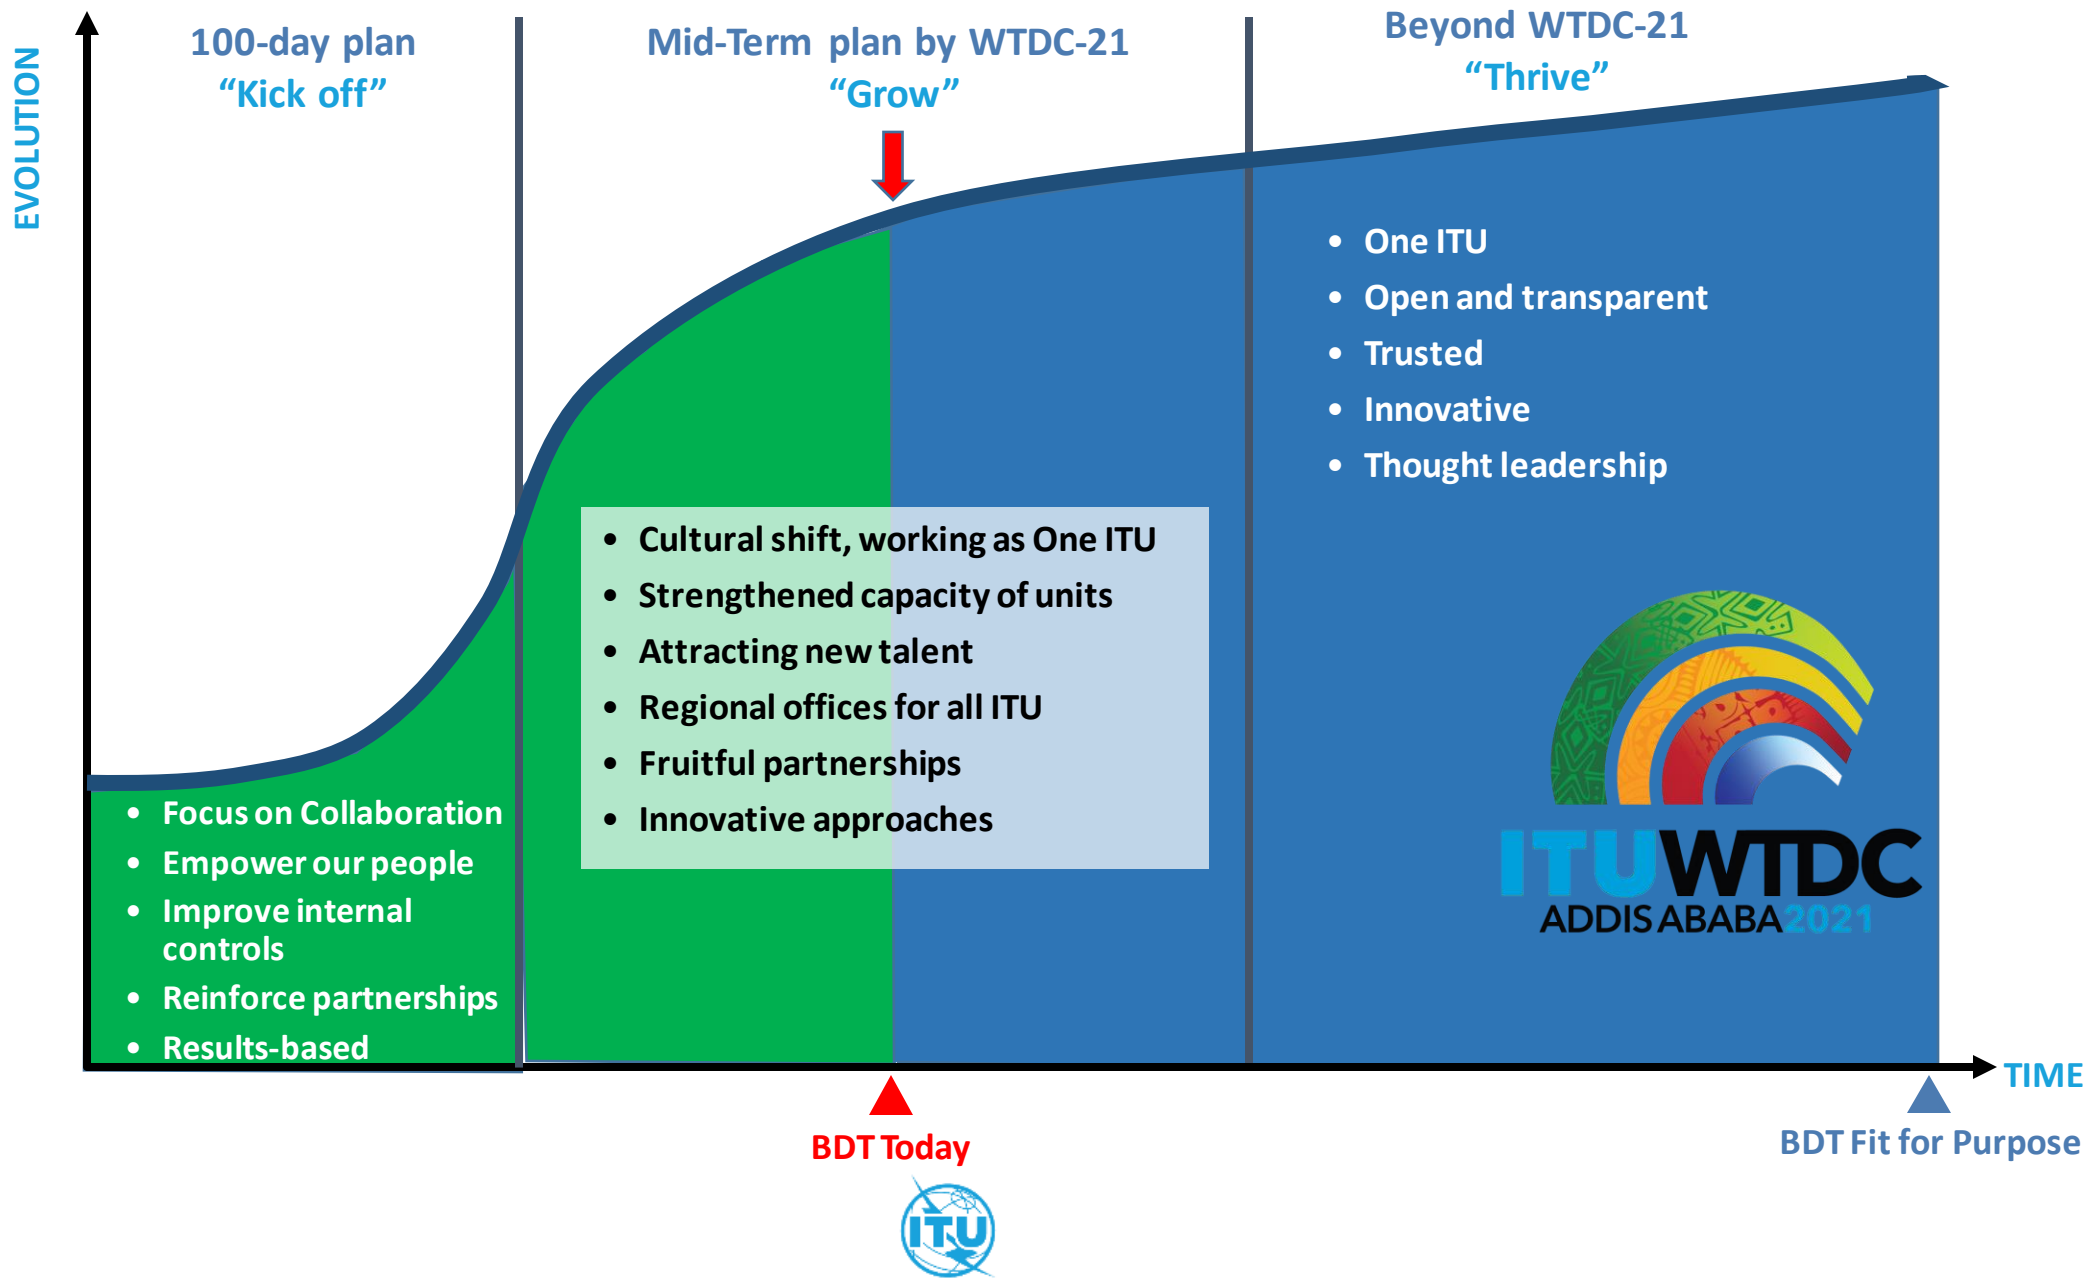 EVOLUTION
100-day plan
“Kick off”
Mid-Term plan by WTDC-21
“Grow”
Beyond WTDC-21
“Thrive”
• Focus on Collaboration
• Empower our people
• Improve internal
controls
• Reinforce partnerships
• Results-based
• Cultural shift, working as One ITU
• Strengthened capacity of units
• Attracting new talent
• Regional offices for all ITU
• Fruitful partnerships
• Innovative approaches
• One ITU
• Open and transparent
• Trusted
• Innovative
• Thought leadership
ITUWTDC
ADDIS ABABA 2021
TIME
BDT Today
BDT Fit for Purpose
ITU